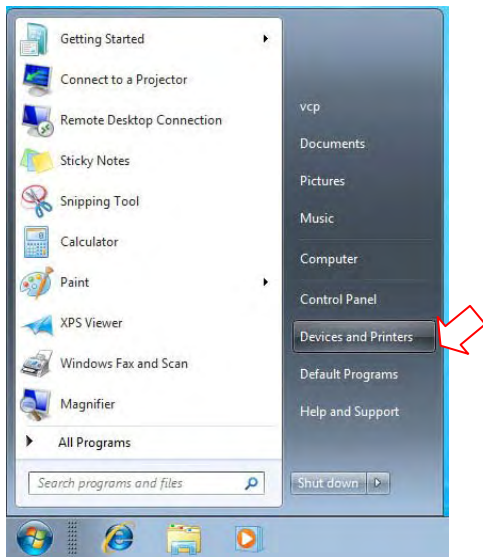 Getting Started
Connect to a Projector
Remote Desktop Connection
Sticky Notes
Snipping Tool
Calculator
Paint
XPS Viewer
Windows Fax and Scan
Magnifier
All Programs
Search programs and files
vcp
Documents
Pictures
Music
Computer
Control Panel
Devices and Printers
Default Programs
Help and Support
Shut down